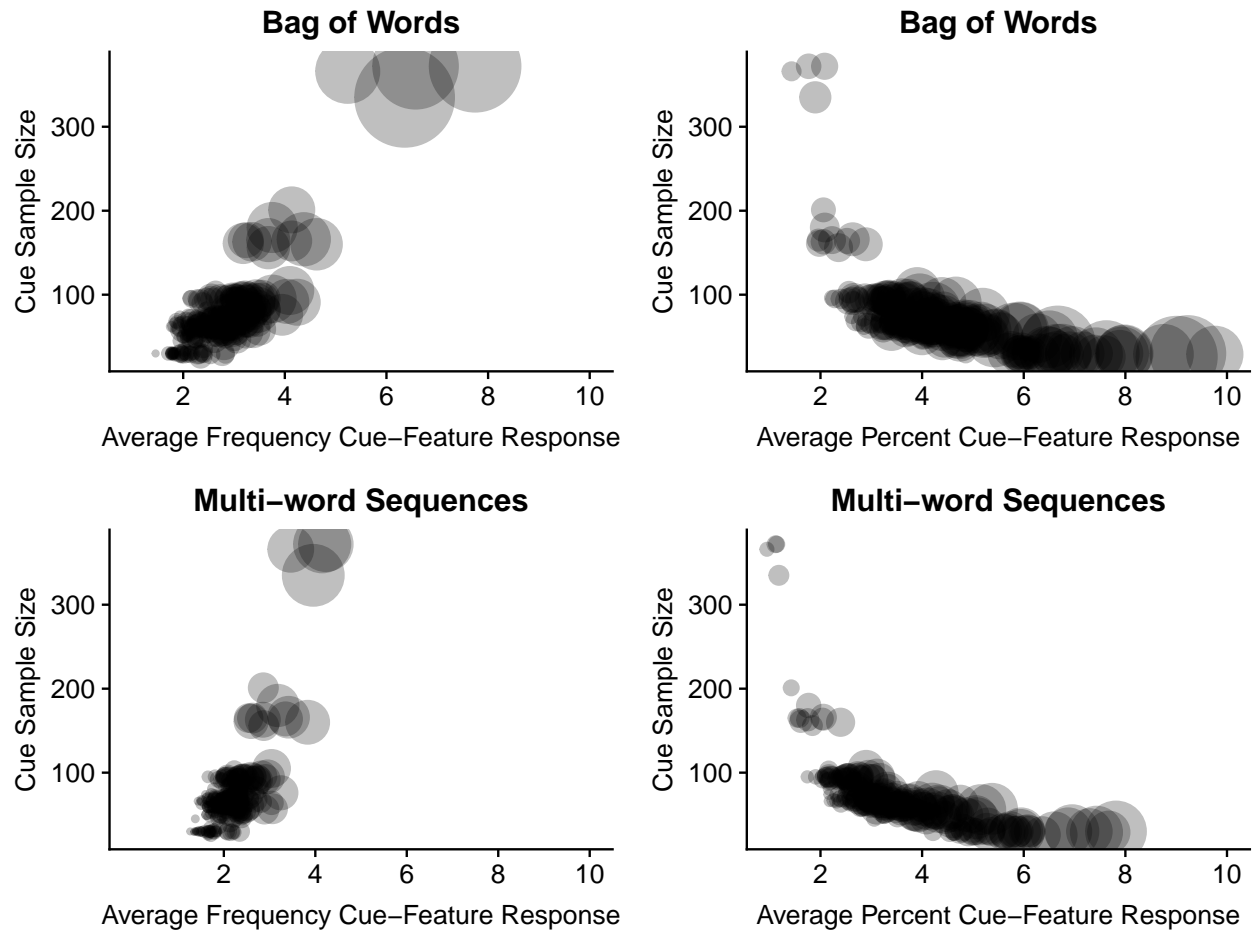 Bag of Words
Cue Sample Size
300
200
100
2 4 6 8 10
Average Frequency Cue−Feature Response
Bag of Words
Cue Sample Size
300
200
100
2 4 6 8 10
Average Percent Cue−Feature Response
Multi−word Sequences
Cue Sample Size
300
200
100
2 4 6 8 10
Average Frequency Cue−Feature Response
Multi−word Sequences
Cue Sample Size
300
200
100
2 4 6 8 10
Average Percent Cue−Feature Response